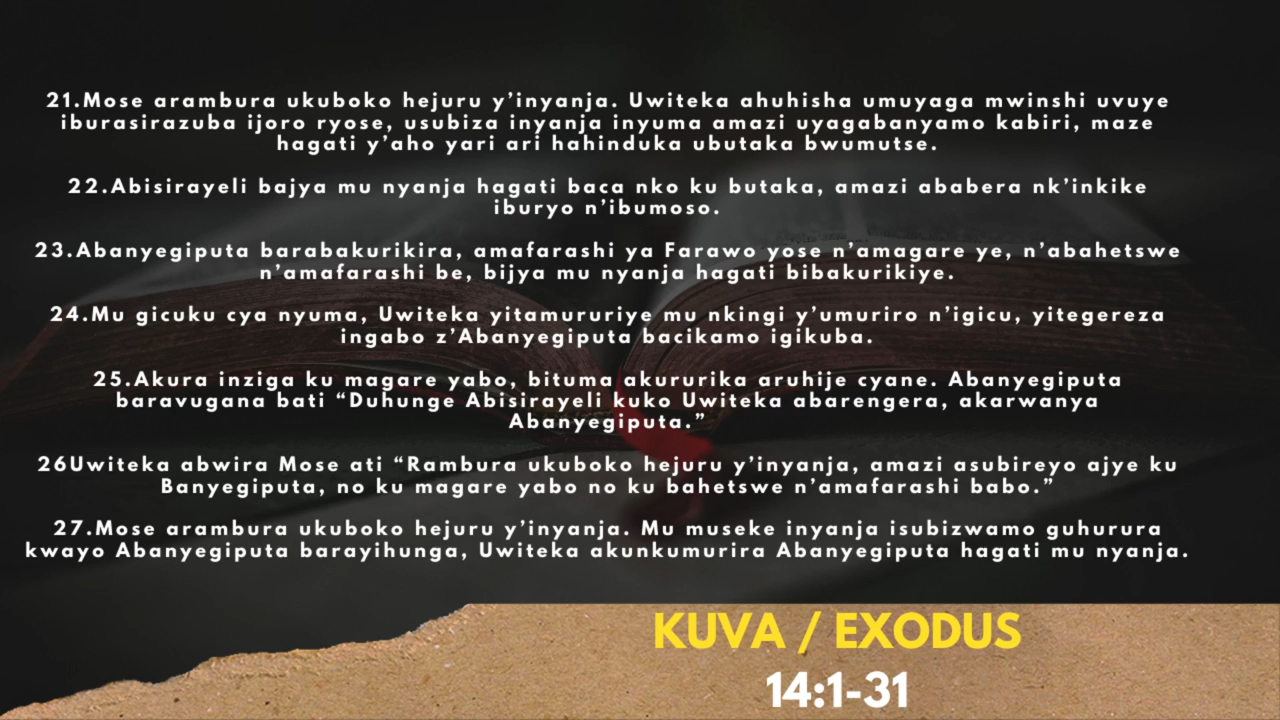 21.Mose arambura ukuboko hejuru y’inyanja. Uwiteka ahuhisha umuyaga mwinshi uvuye
iburasirazuba ijoro ryose, usubiza inyanja inyuma amazi uyagabanyamo kabiri, maze
hagati y’aho yari ari hahinduka ubutaka bwumutse.
22.Abisirayeli bajya mu nyanja hagati baca nko ku butaka, amazi ababera nk’inkike
iburyo n’ibumoso.
23.Abanyegiputa barabakurikira, amafarashi ya Farawo yose n’amagare ye, n’abahetswe
n’amafarashi be, bijya mu nyanja hagati bibakurikiye.
24.Mu gicuku cya nyuma, Uwiteka yitamururiye mu nkingi y’umuriro n’igicu, yitegereza
ingabo z’Abanyegiputa bacikamo igikuba.
25.Akura inziga ku magare yabo, bituma akururika aruhije cyane. Abanyegiputa
baravugana bati “Duhunge Abisirayeli kuko Uwiteka abarengera, akarwanya
Abanyegiputa.”
26Uwiteka abwira Mose ati “Rambura ukuboko hejuru y’inyanja, amazi asubireyo ajye ku
Banyegiputa, no ku magare yabo no ku bahetswe n’amafarashi babo.”
27.Mose arambura ukuboko hejuru y’inyanja. Mu museke inyanja isubizwamo guhurura
kwayo Abanyegiputa barayihunga, Uwiteka akunkumurira Abanyegiputa hagati mu nyanja.
KUVA / EXODUS
14:1-31